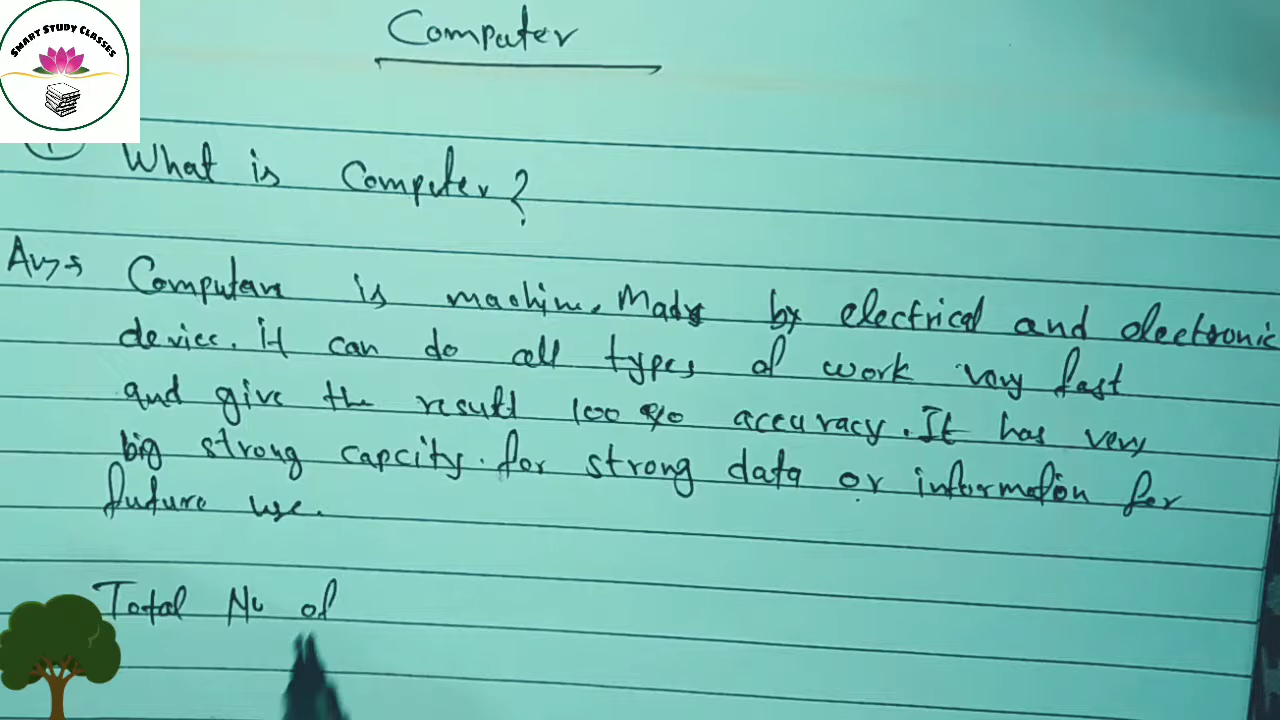 SMART STUDY CLASSES
Computer
What is Computer?
Ans Computer is machine. Mady by electrical and electronic
device. it can do all types of work very fast
and give the result 100% accuracy. It has very
big strong capcity. for strong data or information for
future use.
Total No of